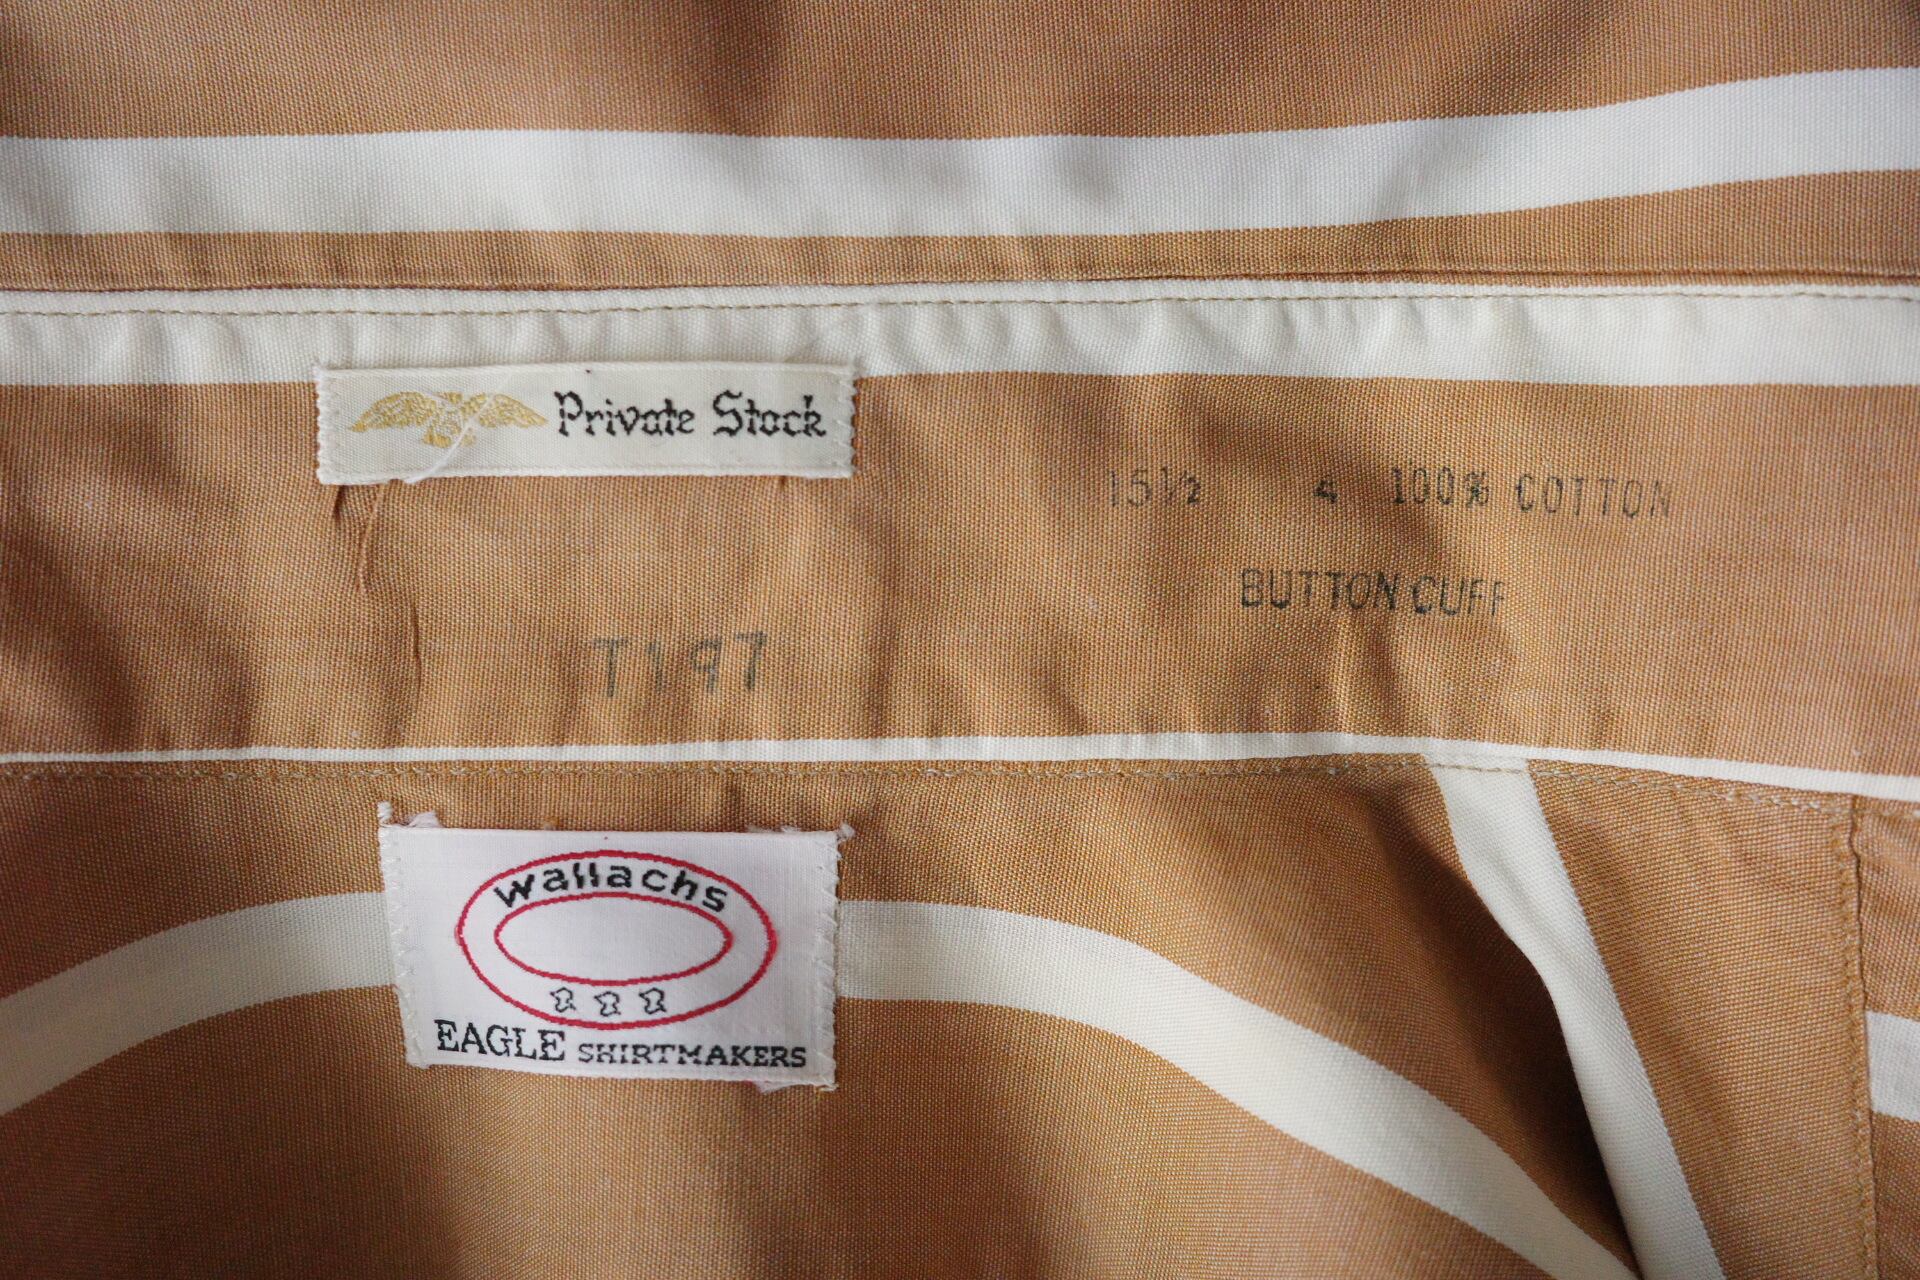 Private Stock
15½ 4 100% COTTON
BUTTON CUFF
T197
Wallachs
EAGLE SHIRTMAKERS